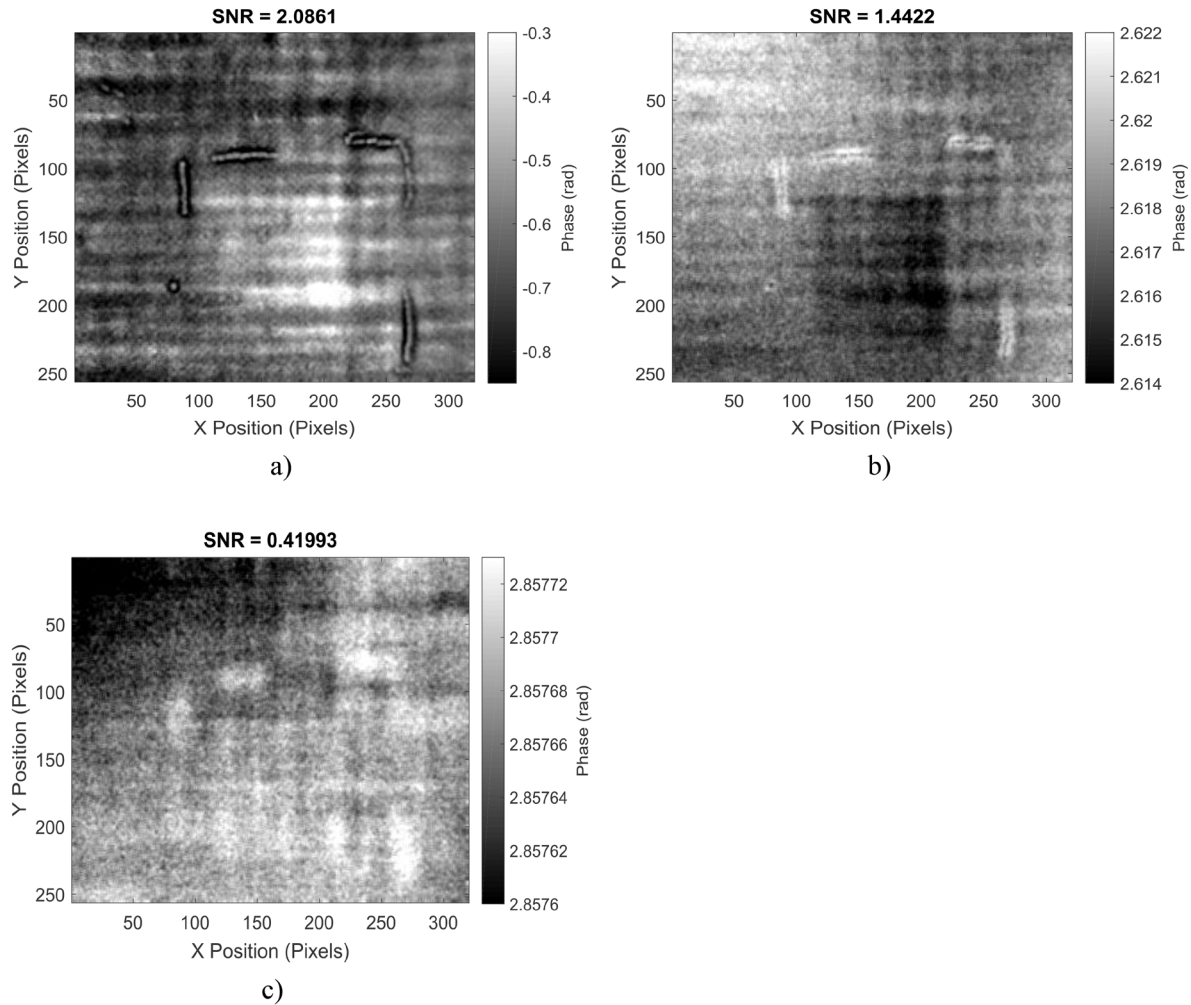 SNR = 2.0861
50
100
150
200
250
Y Position (Pixels)
50 100 150 200 250 300
X Position (Pixels)
-0.3
-0.4
-0.5
-0.6
-0.7
-0.8
Phase (rad)
a)
SNR = 1.4422
50
100
150
200
250
Y Position (Pixels)
50 100 150 200 250 300
X Position (Pixels)
2.622
2.621
2.62
2.619
2.618
2.617
2.616
2.615
2.614
Phase (rad)
b)
SNR = 0.41993
50
100
150
200
250
Y Position (Pixels)
50 100 150 200 250 300
X Position (Pixels)
2.85772
2.8577
2.85768
2.85766
2.85764
2.85762
2.8576
Phase (rad)
c)